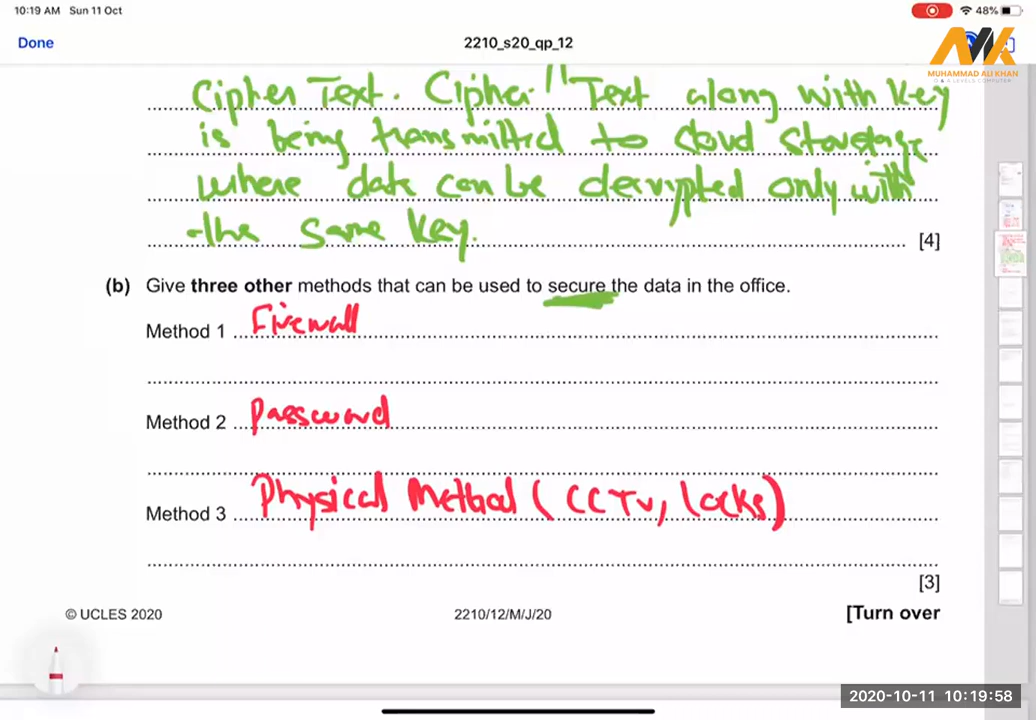 10:19 AM Sun 11 Oct
48%
Done
2210_s20_qp_12
MUHAMMAD ALI KHAN
O & A LEVELS COMPUTER
Cipher Text. Cipher Text along with key
is being transmitted to cloud storage
where data can be decrypted only with
the same key.
[4]
(b) Give three other methods that can be used to secure the data in the office.
Method 1 Firewall
Method 2 Password
Method 3 Physical Method (CCTV, locks)
[3]
© UCLES 2020
2210/12/M/J/20
[Turn over
2020-10-11 10:19:58